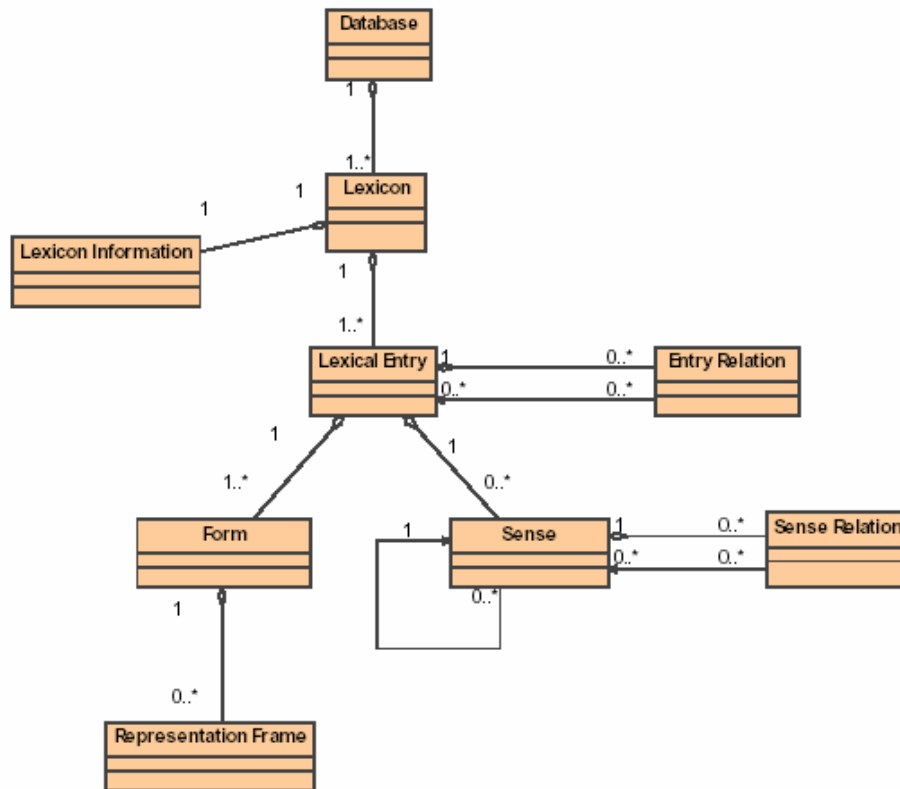 Database
1
1..*
Lexicon
1
1
Lexicon Information
1
1..*
Lexical Entry
1
0..*
Entry Relation
0..*
0..*
1
1
1..*
0..*
Form
1
Sense
1
0..*
Sense Relation
0..*
0..*
0..*
1
0..*
Representation Frame